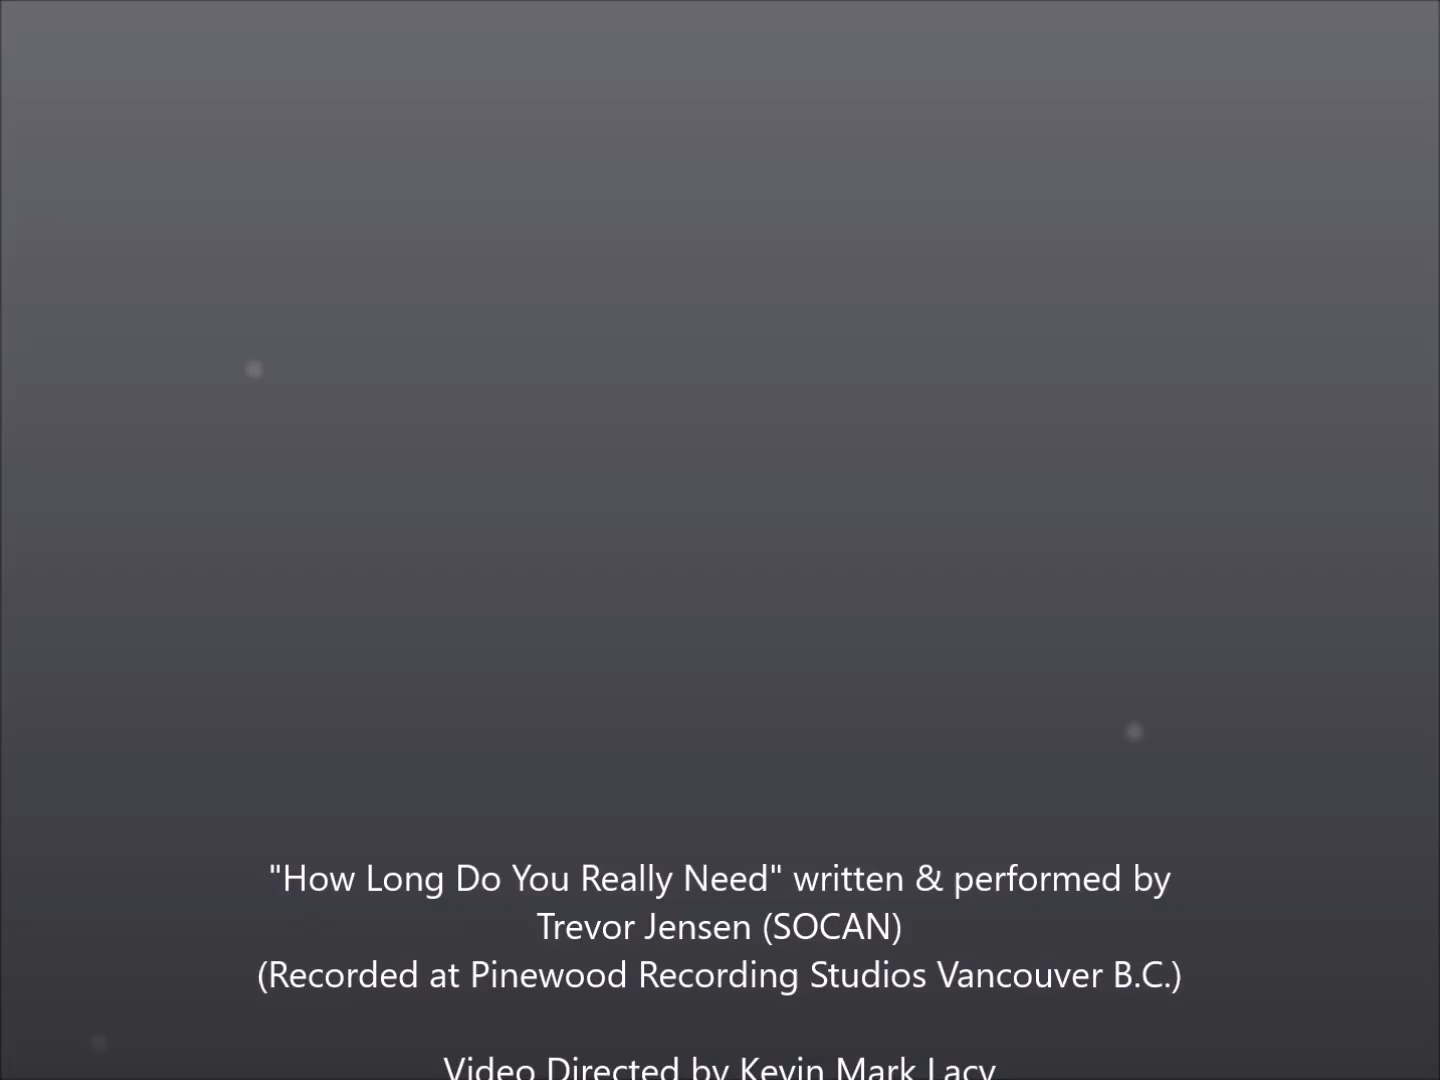 "How Long Do You Really Need" written & performed by
Trevor Jensen (SOCAN)
(Recorded at Pinewood Recording Studios Vancouver B.C.)
Video Directed by Kevin Mark Lacy